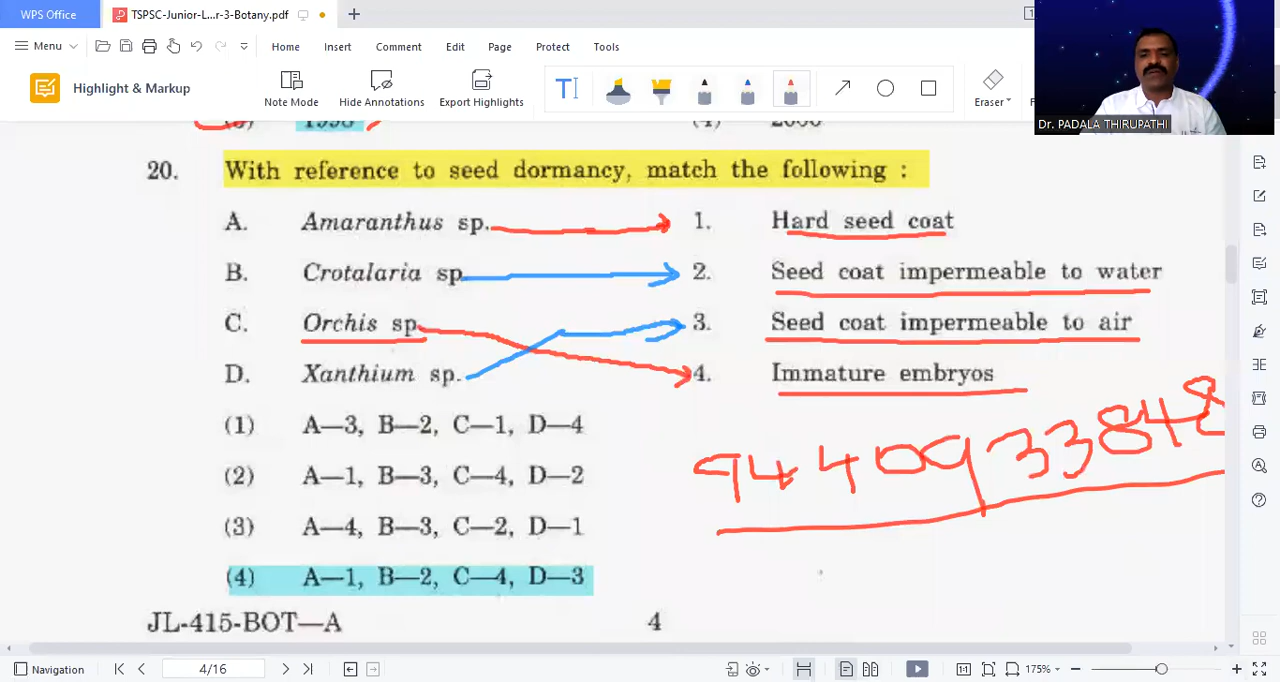 WPS Office
TSPSC-Junior-L...r-3-Botany.pdf
Menu
Home Insert Comment Edit Page Protect Tools
Highlight & Markup
Note Mode Hide Annotations Export Highlights
Eraser
Dr. PADALA THIRUPATHI
(3) 1998 (4) 2000
20. With reference to seed dormancy, match the following :
A. Amaranthus sp. 1. Hard seed coat
B. Crotalaria sp. 2. Seed coat impermeable to water
C. Orchis sp. 3. Seed coat impermeable to air
D. Xanthium sp. 4. Immature embryos
(1) A—3, B—2, C—1, D—4
(2) A—1, B—3, C—4, D—2
(3) A—4, B—3, C—2, D—1
(4) A—1, B—2, C—4, D—3
9440933848
JL-415-BOT—A 4
Navigation 4/16 175%